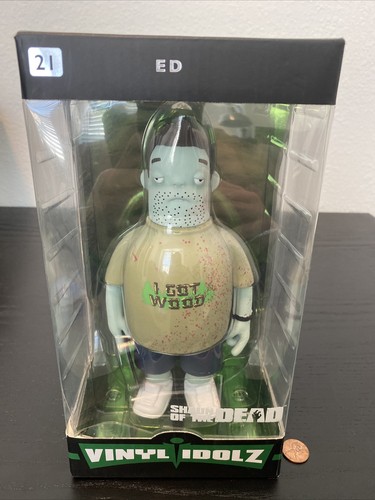 21
ED
I GOT
WOOD
SHAUN
OF THE DEAD
VINYL IDOLZ